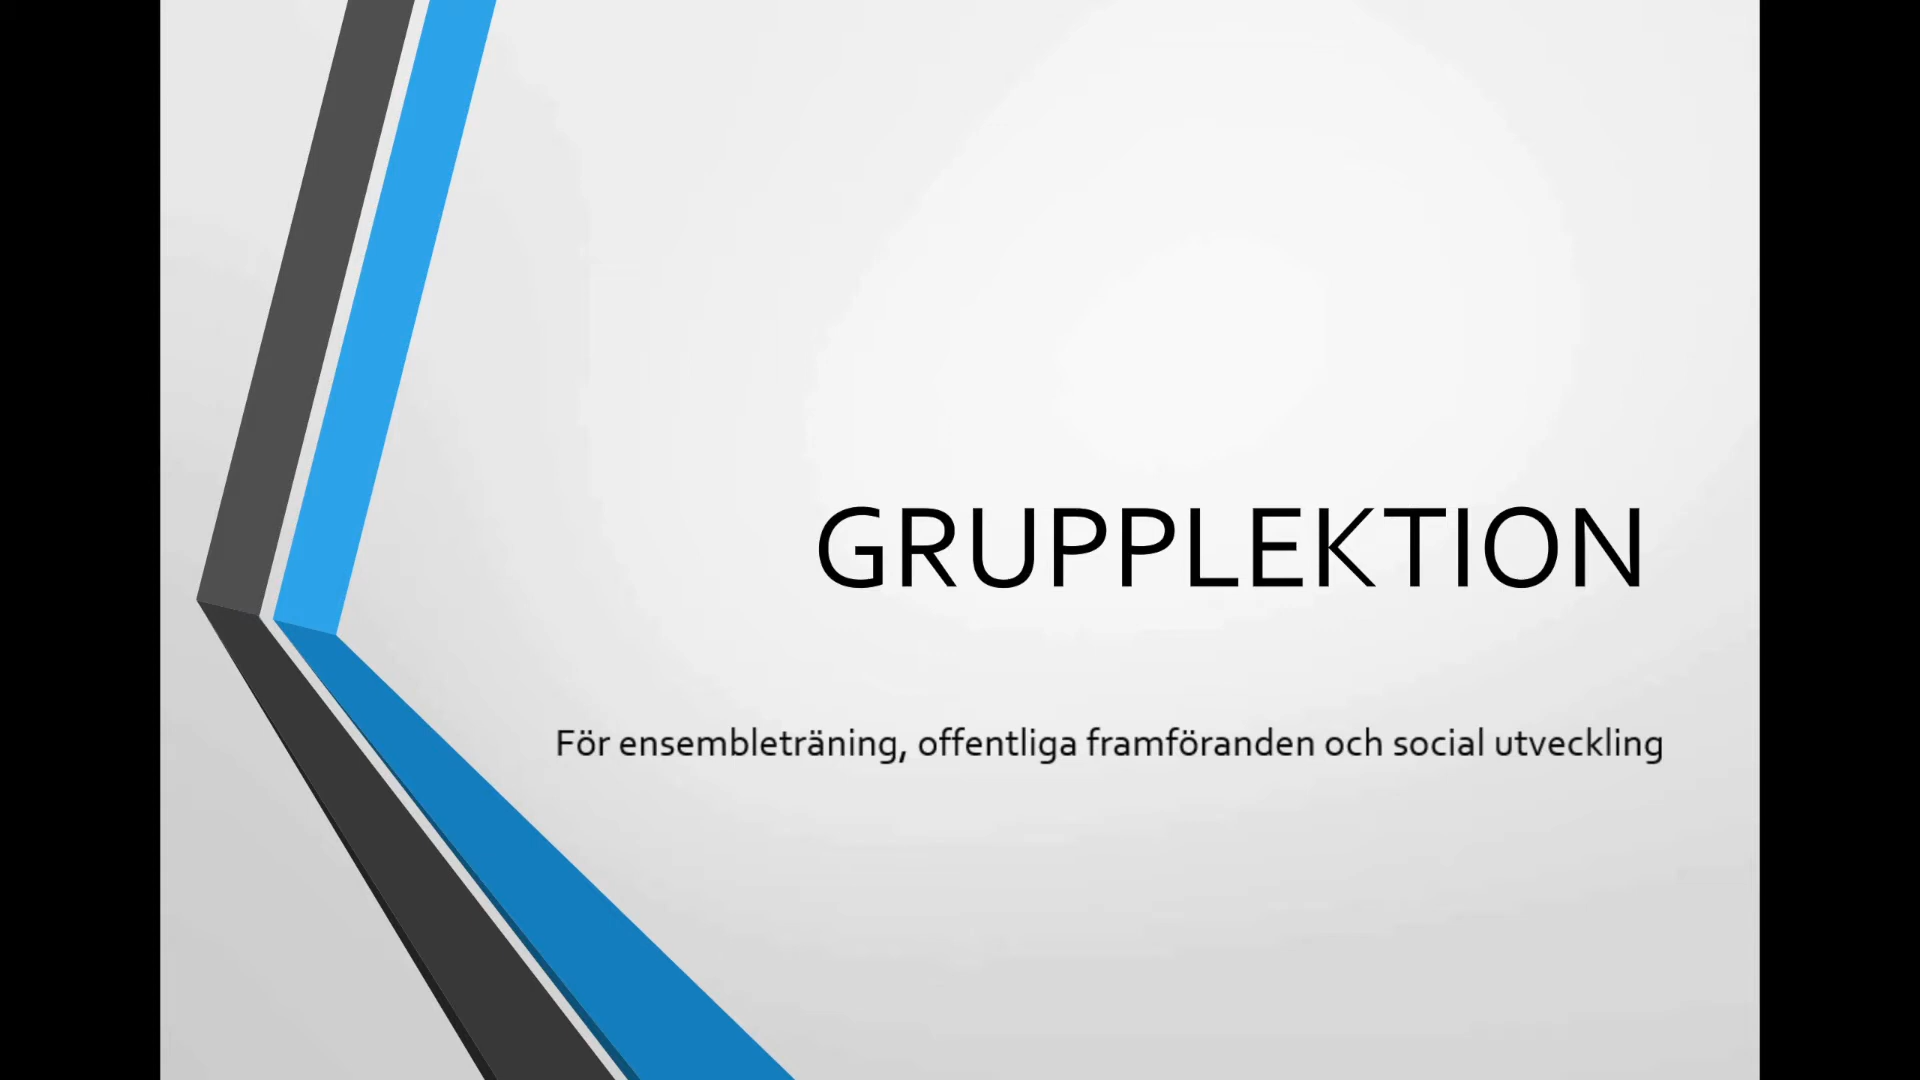 GRUPPLEKTION
För ensembleträning, offentliga framföranden och social utveckling